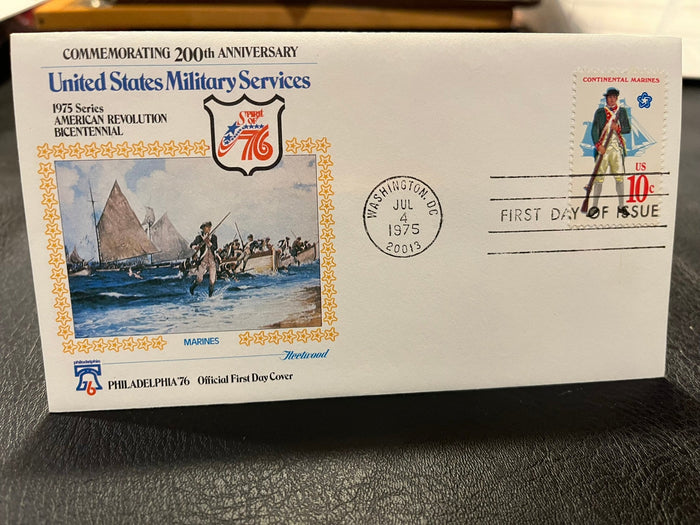 COMMEMORATING 200th ANNIVERSARY
United States Military Services
1975 Series
AMERICAN REVOLUTION
BICENTENNIAL
SPIRIT
OF
'76
MARINES
Fleetwood
philadelphia
76
PHILADELPHIA '76 Official First Day Cover
WASHINGTON, DC
JUL
4
1975
20013
CONTINENTAL MARINES
US
10c
FIRST DAY OF ISSUE